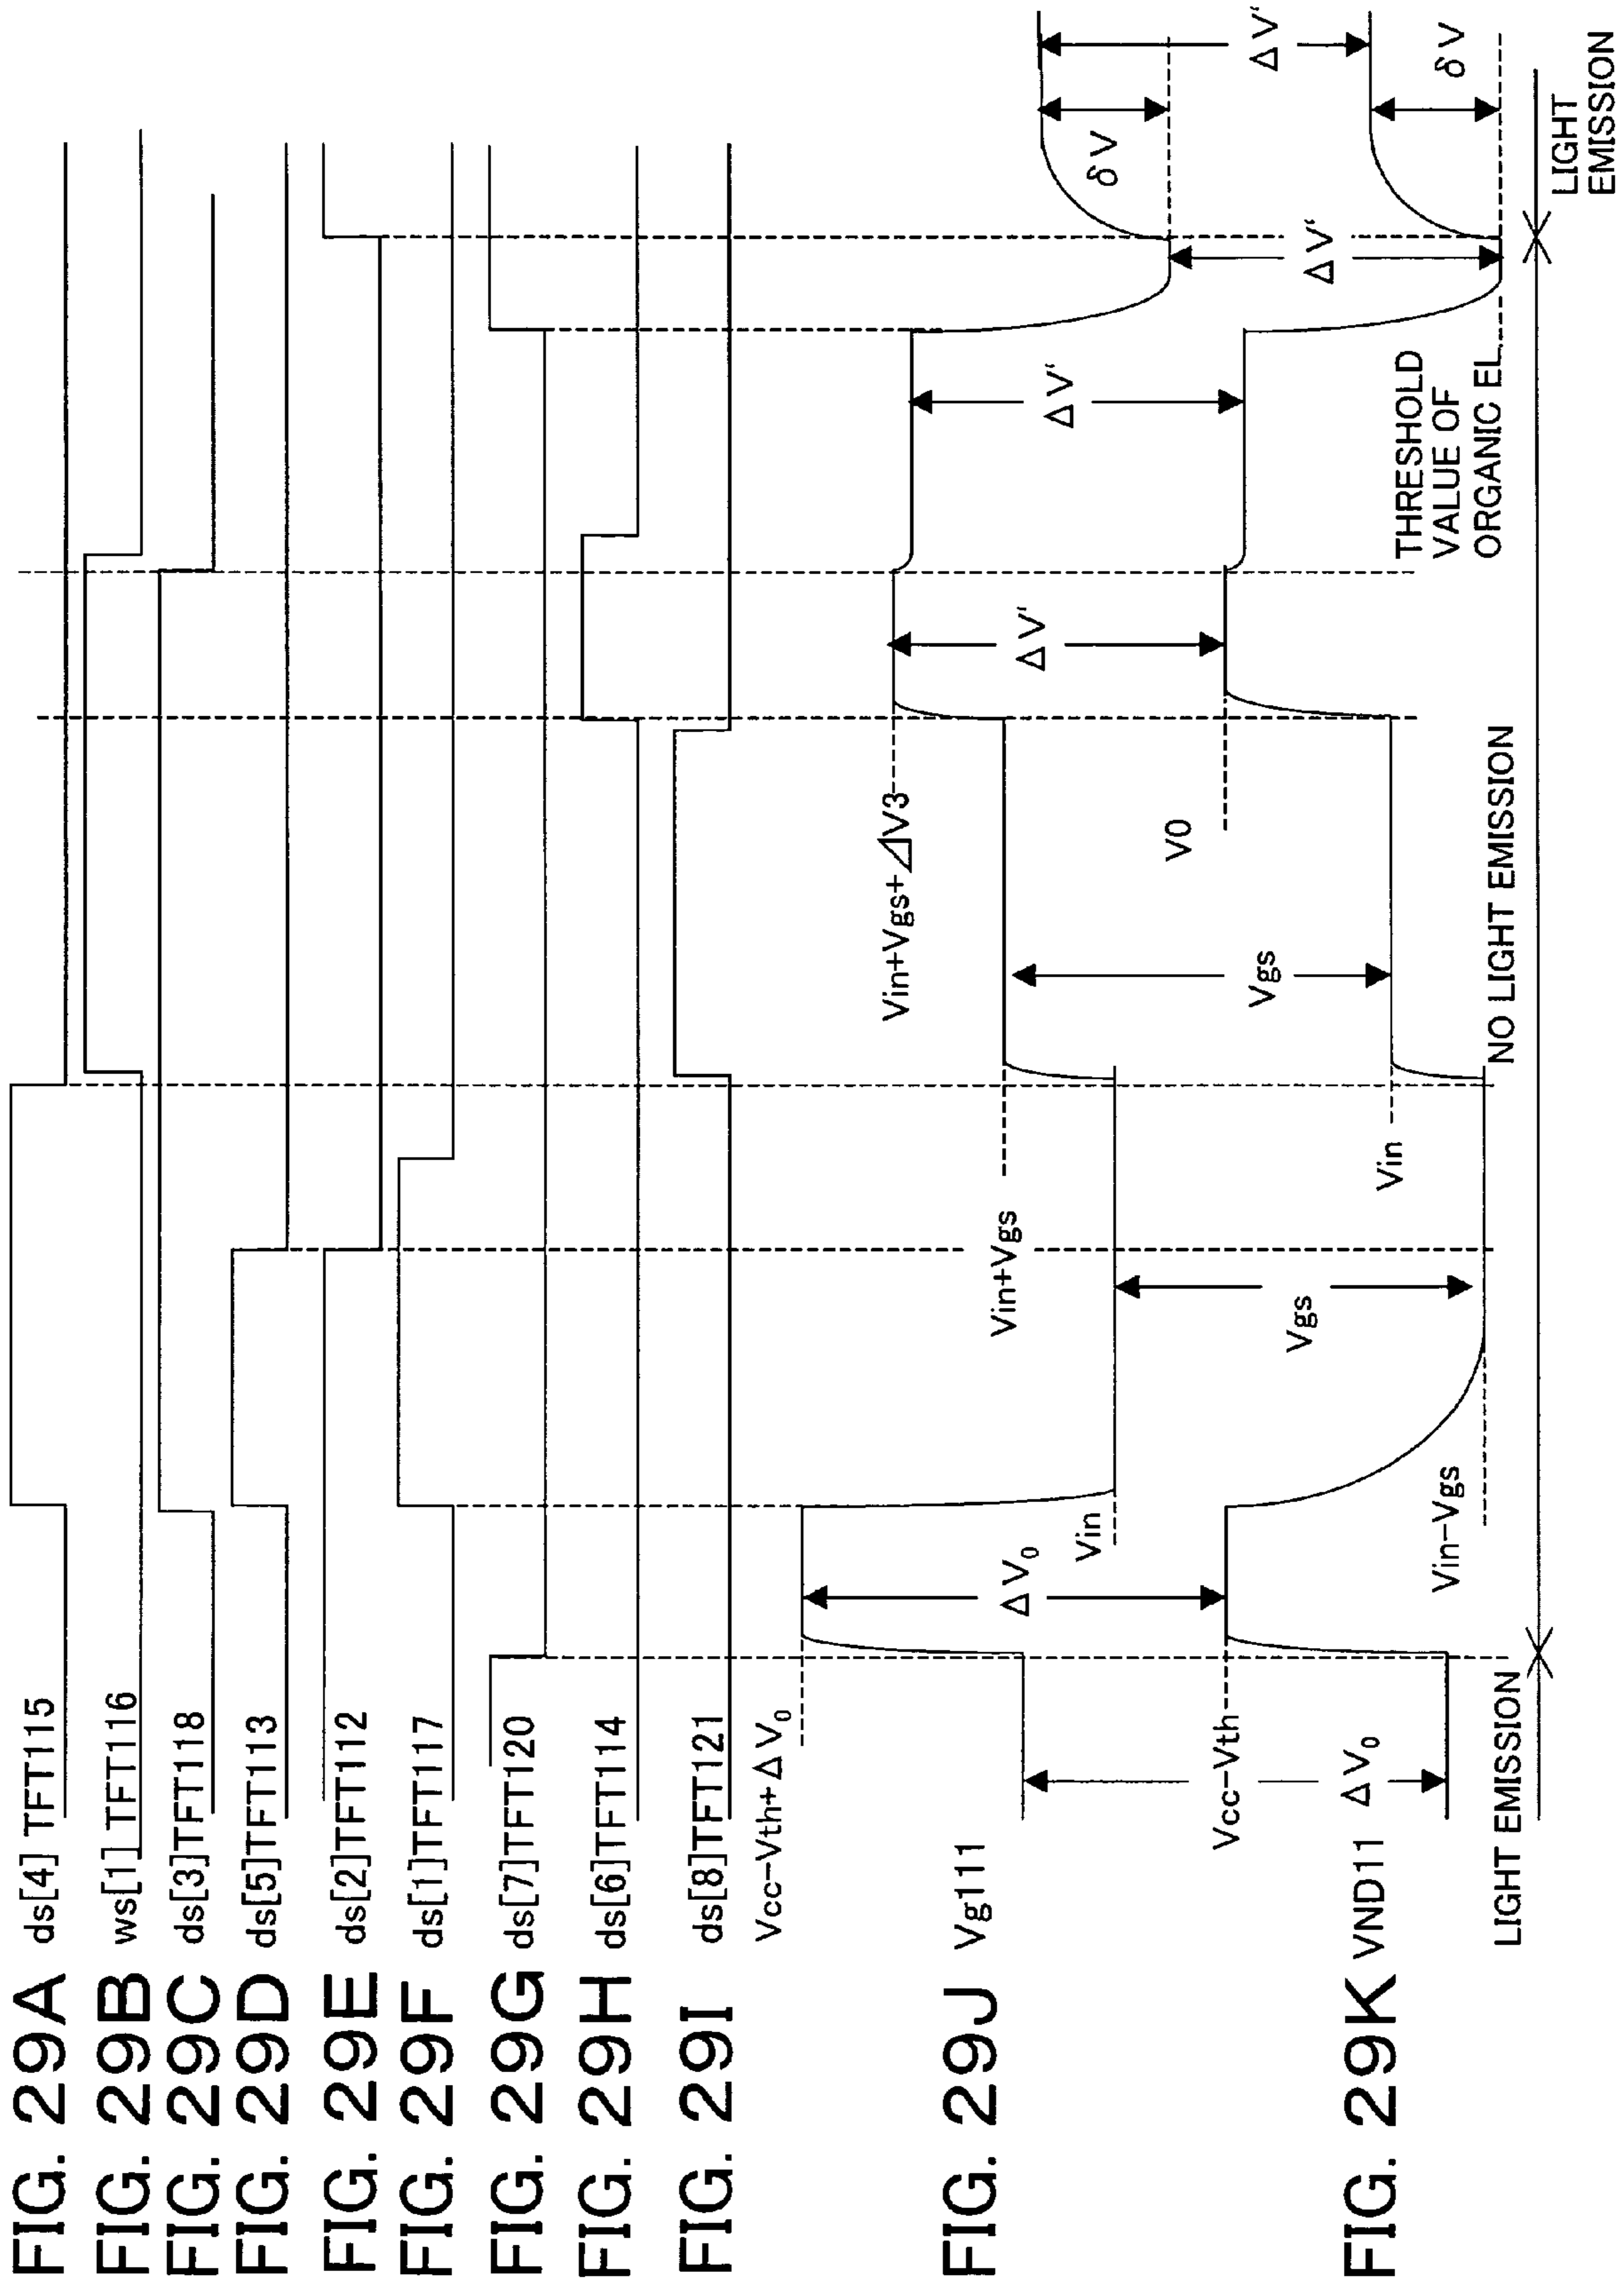 FIG. 29A ds[4] TFT115
FIG. 29B ws[1] TFT116
FIG. 29C ds[3]TFT118
FIG. 29D ds[5]TFT113
FIG. 29E ds[2]TFT112
FIG. 29F ds[1]TFT117
FIG. 29G ds[7]TFT120
FIG. 29H ds[6]TFT114
FIG. 29I ds[8]TFT121
Vcc-Vth+ΔV₀
FIG. 29J Vg111
ΔV₀
Vin
Vin+Vgs
Vin+Vgs+ΔV3
ΔV'
ΔV'
δV
ΔV'
Vcc-Vth
Vgs
Vgs
V0
ΔV'
FIG. 29K VND11 ΔV₀
Vin-Vgs
Vin
THRESHOLD
VALUE OF
ORGANIC EL
δV
LIGHT EMISSION
NO LIGHT EMISSION
LIGHT
EMISSION